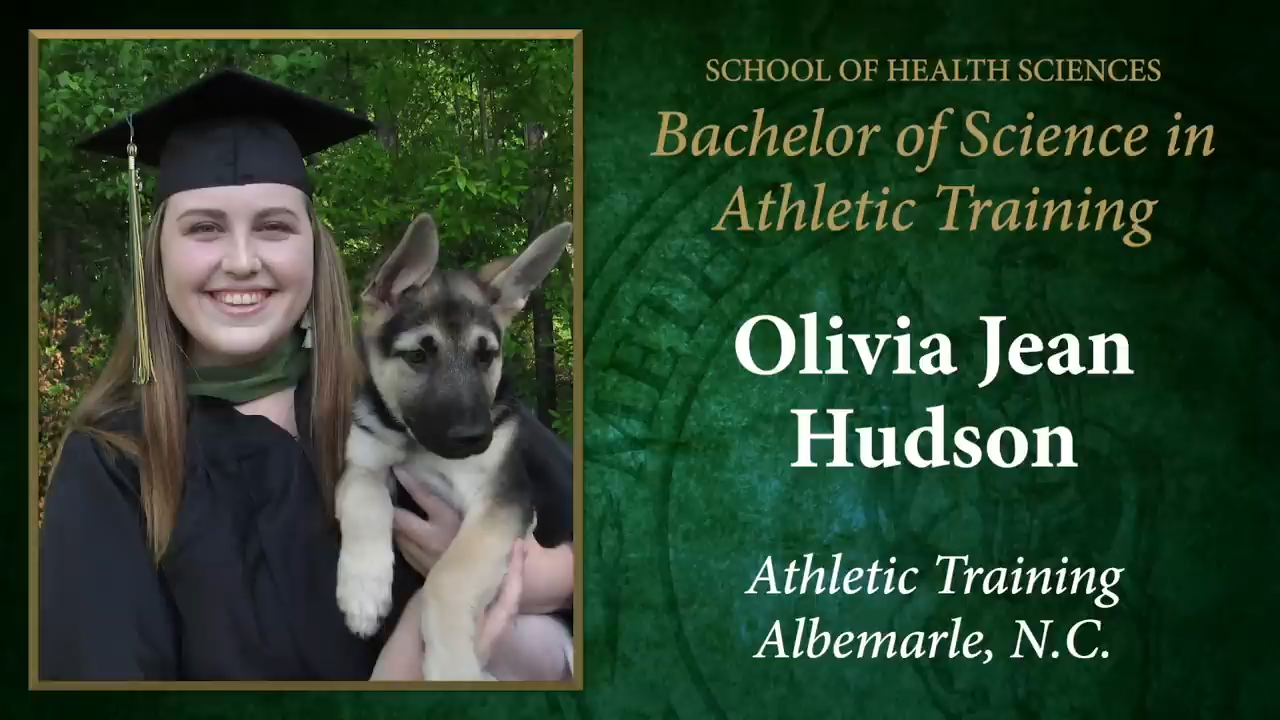 SCHOOL OF HEALTH SCIENCES
Bachelor of Science in
Athletic Training
Olivia Jean
Hudson
Athletic Training
Albemarle, N.C.